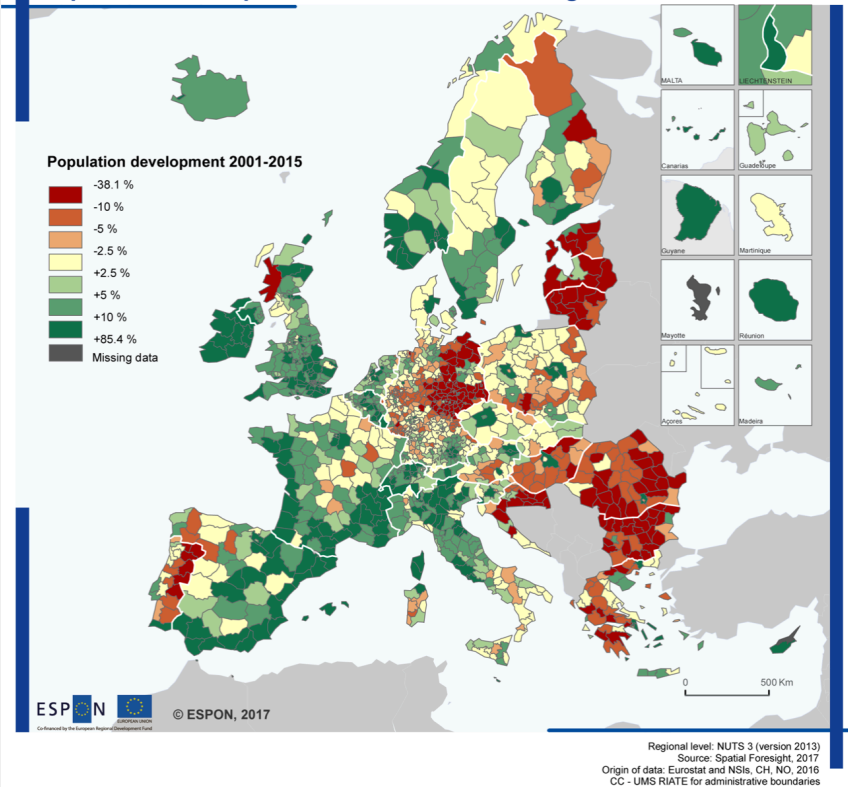 MALTA
LIECHTENSTEIN
Canarias
Guadeloupe
Guyane
Martinique
Mayotte
Réunion
Açores
Madeira
Population development 2001-2015
-38.1 %
-10 %
-5 %
-2.5 %
+2.5 %
+5 %
+10 %
+85.4 %
Missing data
0 500 Km
ESPON
EUROPEAN UNION
Co-financed by the European Regional Development Fund
© ESPON, 2017
Regional level: NUTS 3 (version 2013)
Source: Spatial Foresight, 2017
Origin of data: Eurostat and NSIs, CH, NO, 2016
CC - UMS RIATE for administrative boundaries